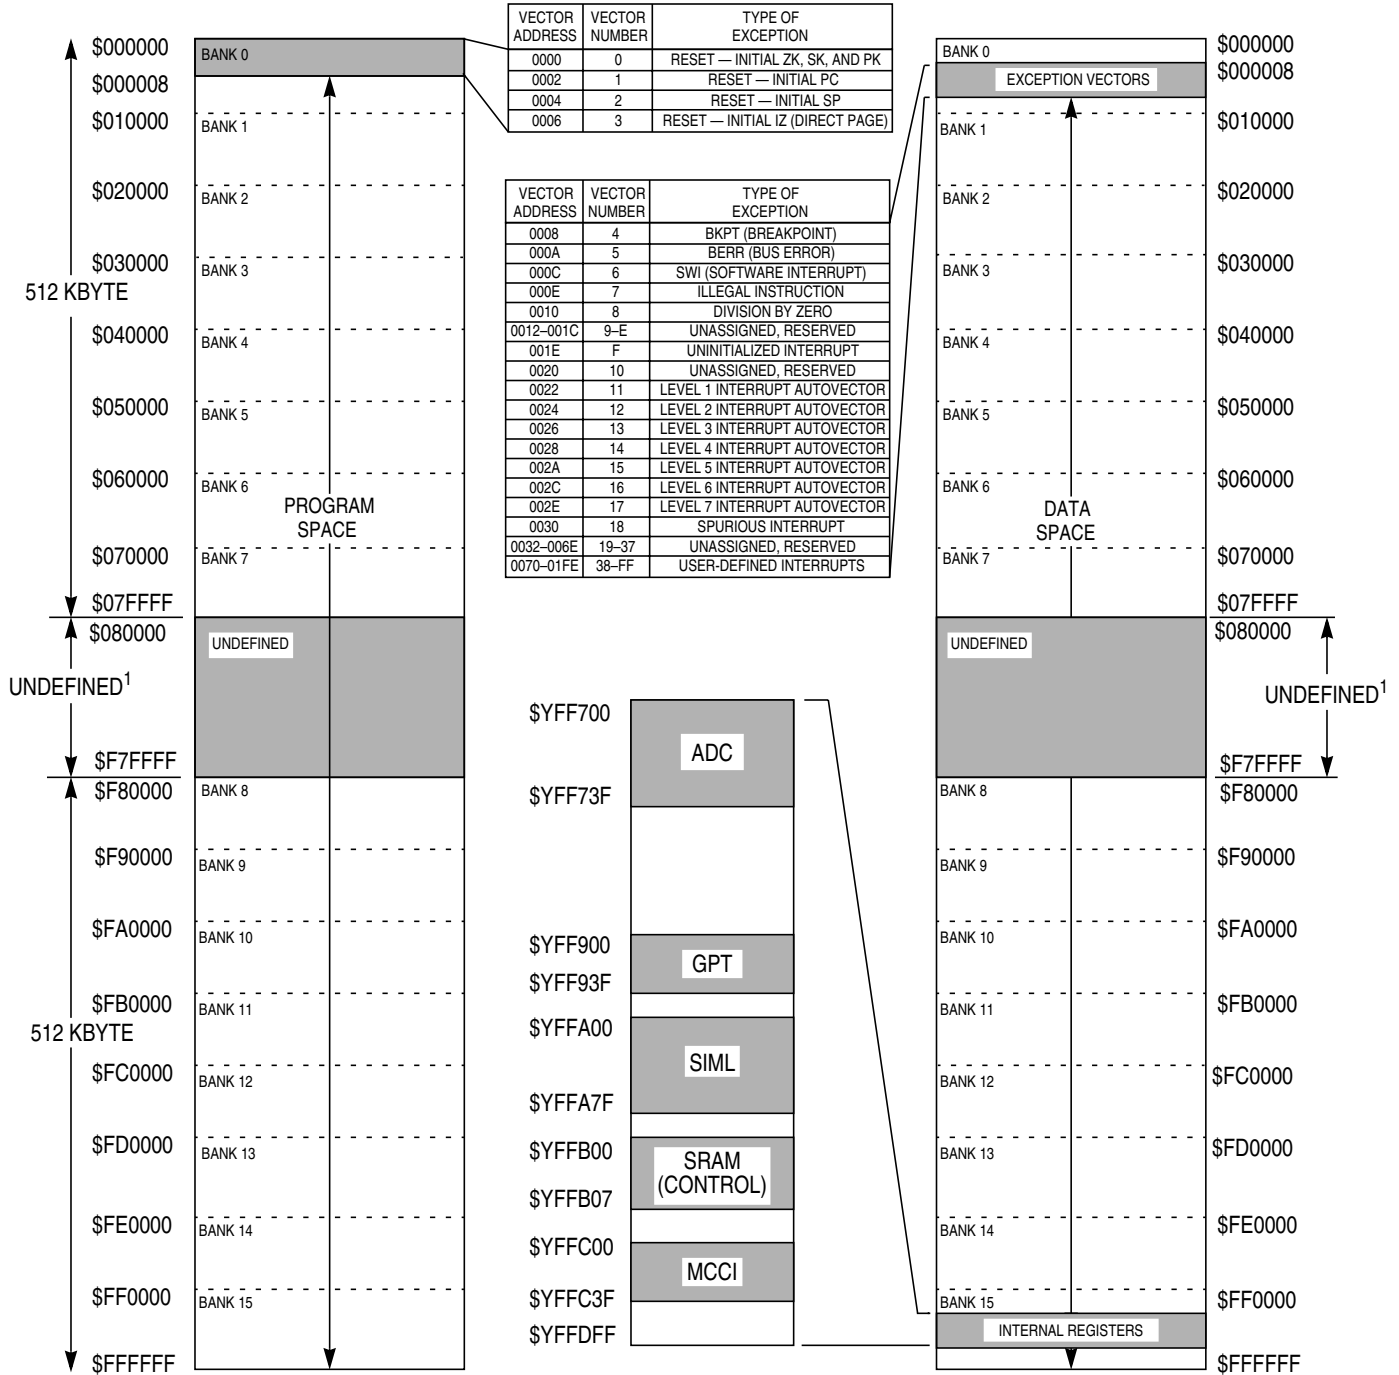 $000000
$000008
$010000
$020000
$030000
512 KBYTE
$040000
$050000
$060000
$070000
$07FFFF
$080000
UNDEFINED1
$F7FFFF
$F80000
$F90000
$FA0000
$FB0000
512 KBYTE
$FC0000
$FD0000
$FE0000
$FF0000
$FFFFFF
BANK 0
BANK 1
BANK 2
BANK 3
BANK 4
BANK 5
BANK 6
PROGRAM
SPACE
BANK 7
UNDEFINED
BANK 8
BANK 9
BANK 10
BANK 11
BANK 12
BANK 13
BANK 14
BANK 15
VECTOR ADDRESS VECTOR NUMBER TYPE OF EXCEPTION
0000 0 RESET — INITIAL ZK, SK, AND PK
0002 1 RESET — INITIAL PC
0004 2 RESET — INITIAL SP
0006 3 RESET — INITIAL IZ (DIRECT PAGE)
VECTOR ADDRESS VECTOR NUMBER TYPE OF EXCEPTION
0008 4 BKPT (BREAKPOINT)
000A 5 BERR (BUS ERROR)
000C 6 SWI (SOFTWARE INTERRUPT)
000E 7 ILLEGAL INSTRUCTION
0010 8 DIVISION BY ZERO
0012–001C 9–E UNASSIGNED, RESERVED
001E F UNINITIALIZED INTERRUPT
0020 10 UNASSIGNED, RESERVED
0022 11 LEVEL 1 INTERRUPT AUTOVECTOR
0024 12 LEVEL 2 INTERRUPT AUTOVECTOR
0026 13 LEVEL 3 INTERRUPT AUTOVECTOR
0028 14 LEVEL 4 INTERRUPT AUTOVECTOR
002A 15 LEVEL 5 INTERRUPT AUTOVECTOR
002C 16 LEVEL 6 INTERRUPT AUTOVECTOR
002E 17 LEVEL 7 INTERRUPT AUTOVECTOR
0030 18 SPURIOUS INTERRUPT
0032–006E 19–37 UNASSIGNED, RESERVED
0070–01FE 38–FF USER-DEFINED INTERRUPTS
$YFF700
ADC
$YFF73F
$YFF900
GPT
$YFF93F
$YFFA00
SIML
$YFFA7F
$YFFB00
SRAM
(CONTROL)
$YFFB07
$YFFC00
MCCI
$YFFC3F
$YFFDFF
BANK 0
EXCEPTION VECTORS
BANK 1
BANK 2
BANK 3
BANK 4
BANK 5
BANK 6
DATA
SPACE
BANK 7
UNDEFINED
BANK 8
BANK 9
BANK 10
BANK 11
BANK 12
BANK 13
BANK 14
BANK 15
INTERNAL REGISTERS
$000000
$000008
$010000
$020000
$030000
$040000
$050000
$060000
$070000
$07FFFF
$080000
UNDEFINED1
$F7FFFF
$F80000
$F90000
$FA0000
$FB0000
$FC0000
$FD0000
$FE0000
$FF0000
$FFFFFF